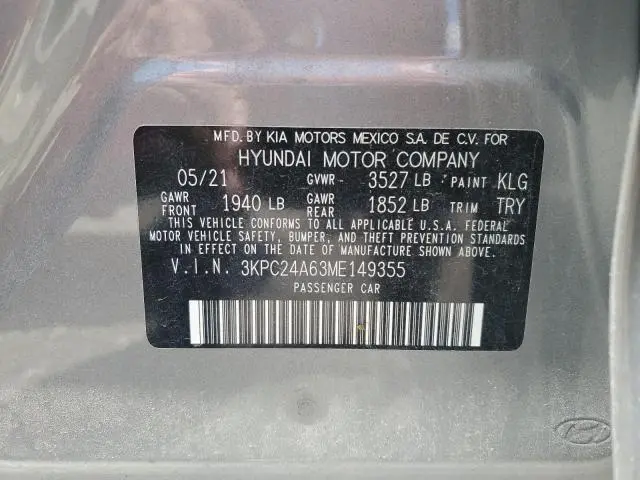 MFD. BY KIA MOTORS MEXICO S.A. DE C.V. FOR
HYUNDAI MOTOR COMPANY
05/21 GVWR - 3527 LB PAINT KLG
GAWR FRONT 1940 LB GAWR REAR 1852 LB TRIM TRY
THIS VEHICLE CONFORMS TO ALL APPLICABLE U.S.A. FEDERAL
MOTOR VEHICLE SAFETY, BUMPER, AND THEFT PREVENTION STANDARDS
IN EFFECT ON THE DATE OF MANUFACTURE SHOWN ABOVE.
V.I.N. 3KPC24A63ME149355
PASSENGER CAR